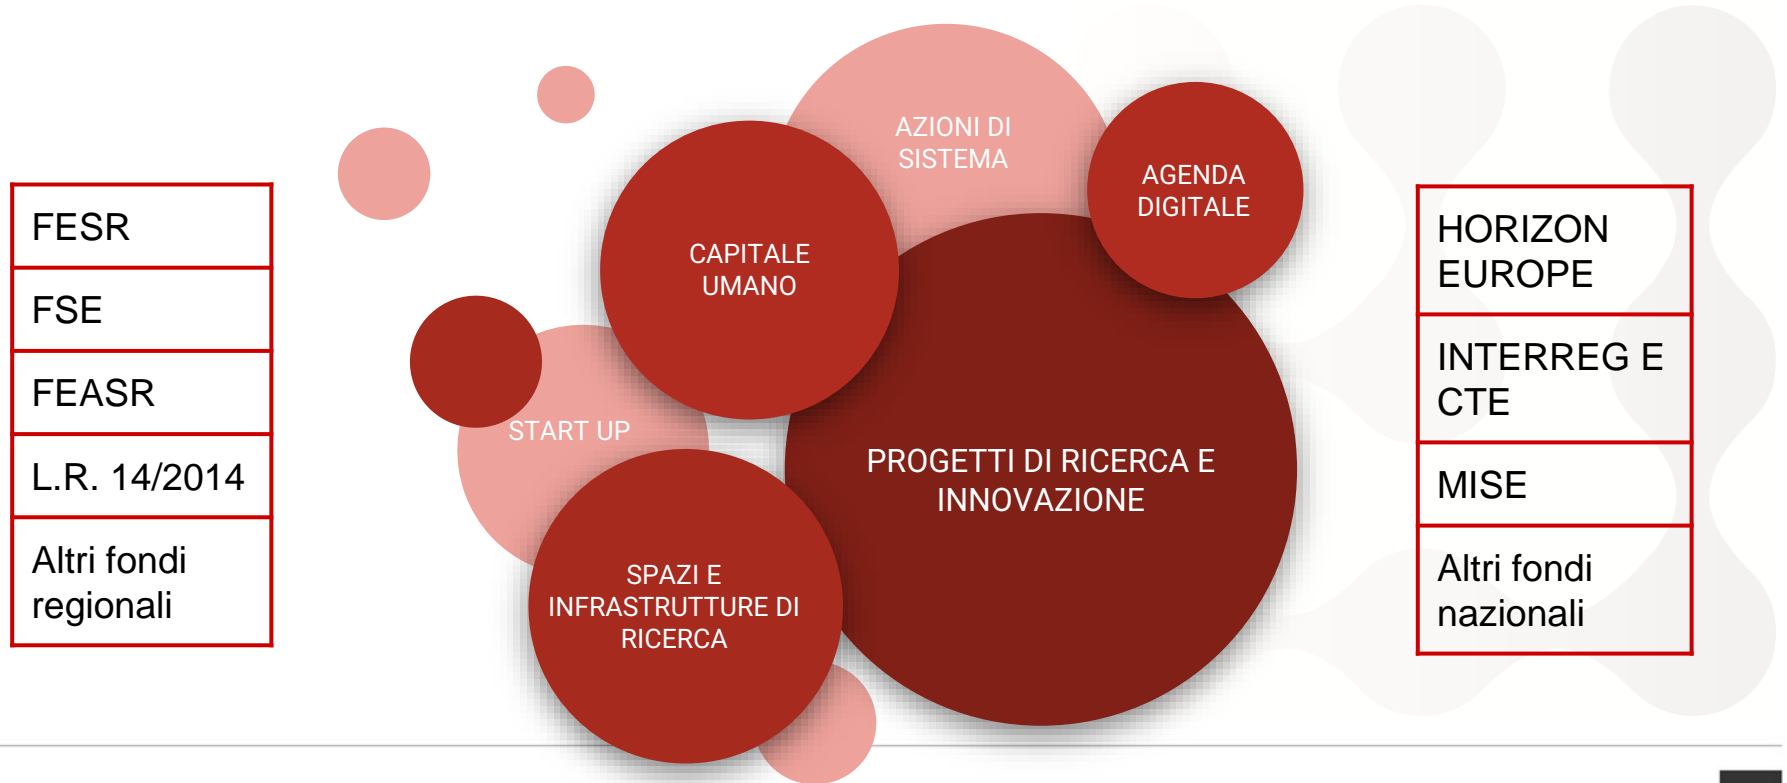 FESR
FSE
FEASR
L.R. 14/2014
Altri fondi
regionali
AZIONI DI
SISTEMA
AGENDA
DIGITALE
CAPITALE
UMANO
START UP
PROGETTI DI RICERCA E
INNOVAZIONE
SPAZI E
INFRASTRUTTURE DI
RICERCA
HORIZON
EUROPE
INTERREG E
CTE
MISE
Altri fondi
nazionali